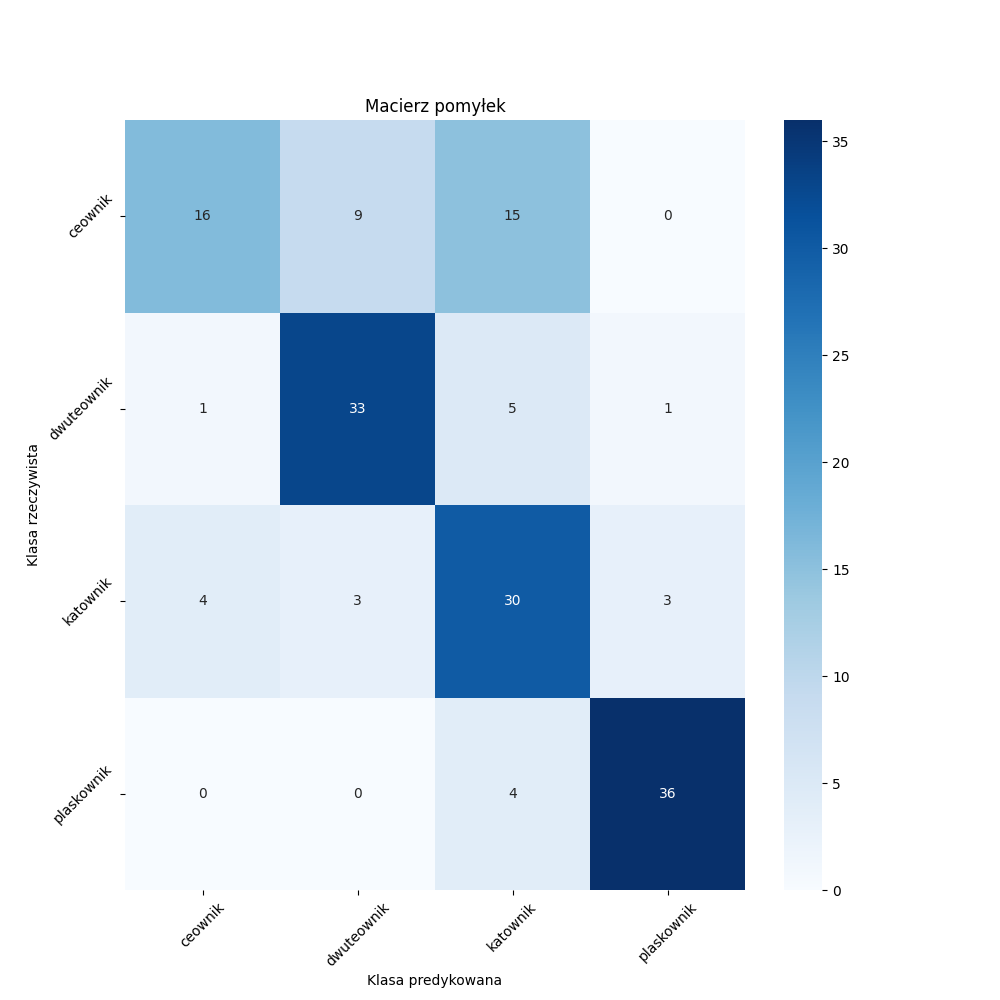 Macierz pomyłek
Klasa rzeczywista
ceownik 16 9 15 0
dwuteownik 1 33 5 1
katownik 4 3 30 3
plaskownik 0 0 4 36
ceownik dwuteownik katownik plaskownik
Klasa predykowana
35
30
25
20
15
10
5
0